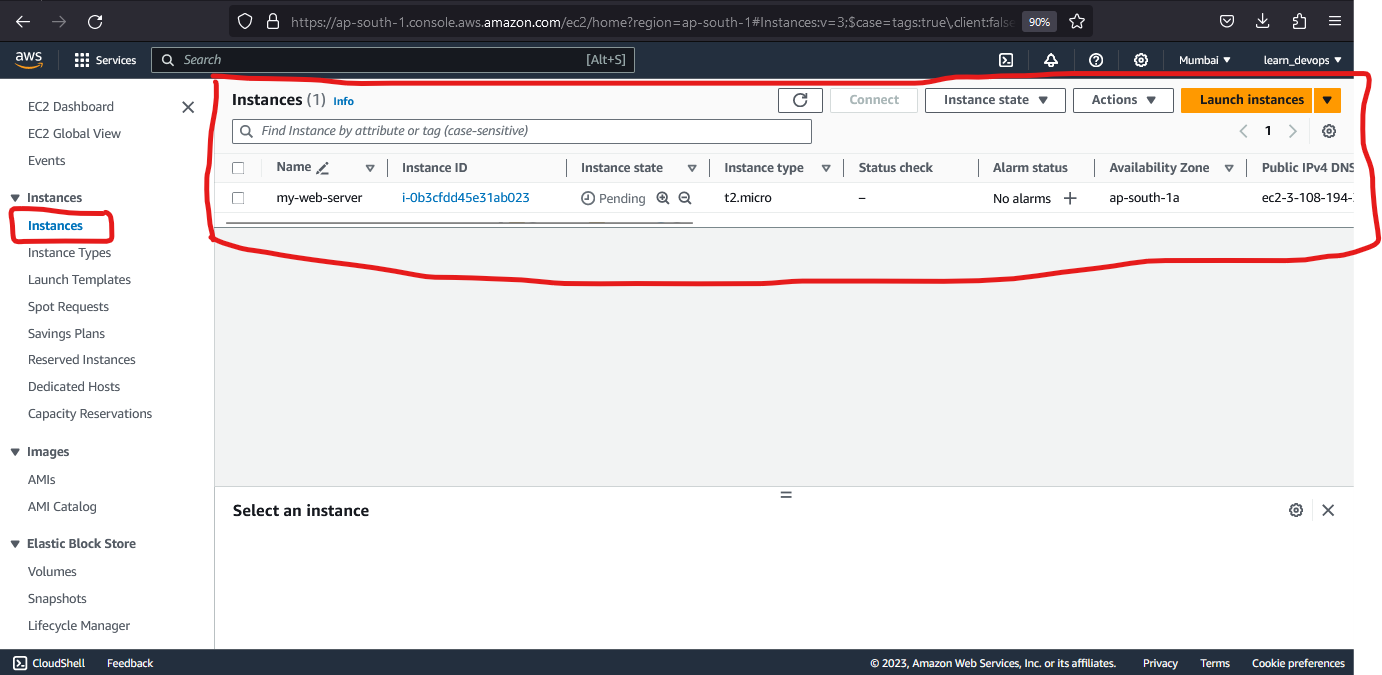 https://ap-south-1.console.aws.amazon.com/ec2/home?region=ap-south-1#Instances:v=3;$case=tags:true\,client:false 90%
aws Services Search [Alt+S] Mumbai learn_devops
EC2 Dashboard
EC2 Global View
Events
Instances
Instances
Instance Types
Launch Templates
Spot Requests
Savings Plans
Reserved Instances
Dedicated Hosts
Capacity Reservations
Images
AMIs
AMI Catalog
Elastic Block Store
Volumes
Snapshots
Lifecycle Manager
Instances (1) Info Connect Instance state Actions Launch instances
Find Instance by attribute or tag (case-sensitive) 1
Name Instance ID Instance state Instance type Status check Alarm status Availability Zone Public IPv4 DNS
my-web-server i-0b3cfdd45e31ab023 Pending t2.micro – No alarms + ap-south-1a ec2-3-108-194-
Select an instance
CloudShell Feedback © 2023, Amazon Web Services, Inc. or its affiliates. Privacy Terms Cookie preferences